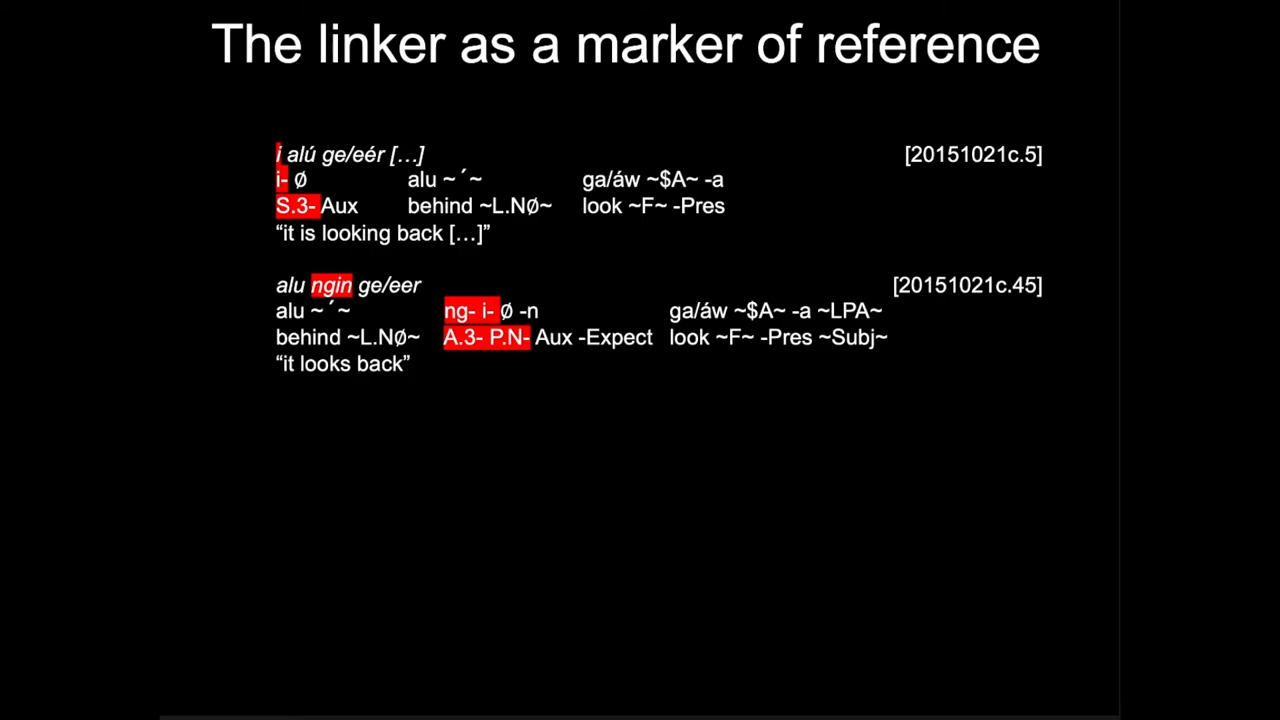 The linker as a marker of reference
i alú ge/eér […] [20151021c.5]
i- Ø alu ~ ´ ~ ga/áw ~$A~ -a
S.3- Aux behind ~L.NØ~ look ~F~ -Pres
“it is looking back […]”
alu ngin ge/eer [20151021c.45]
alu ~ ´ ~ ng- i- Ø -n ga/áw ~$A~ -a ~LPA~
behind ~L.NØ~ A.3- P.N- Aux -Expect look ~F~ -Pres ~Subj~
“it looks back”